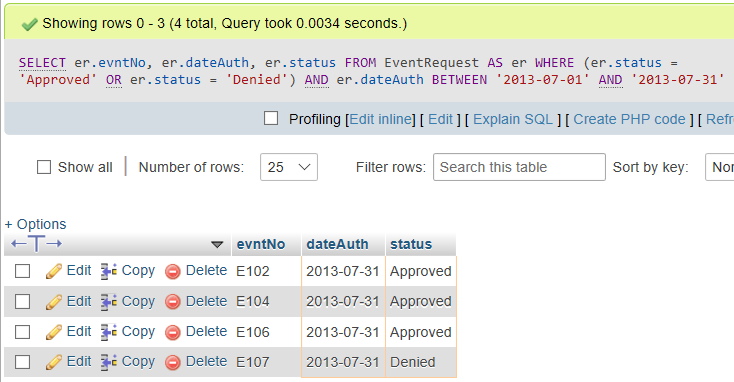 Showing rows 0 - 3 (4 total, Query took 0.0034 seconds.)
SELECT er.evntNo, er.dateAuth, er.status FROM EventRequest AS er WHERE (er.status =
'Approved' OR er.status = 'Denied') AND er.dateAuth BETWEEN '2013-07-01' AND '2013-07-31'
Profiling [Edit inline] [ Edit ] [ Explain SQL ] [ Create PHP code ] [ Refr
Show all | Number of rows: 25 Filter rows: Search this table Sort by key: Nor
+ Options
←T→ evntNo dateAuth status
Edit Copy Delete E102 2013-07-31 Approved
Edit Copy Delete E104 2013-07-31 Approved
Edit Copy Delete E106 2013-07-31 Approved
Edit Copy Delete E107 2013-07-31 Denied